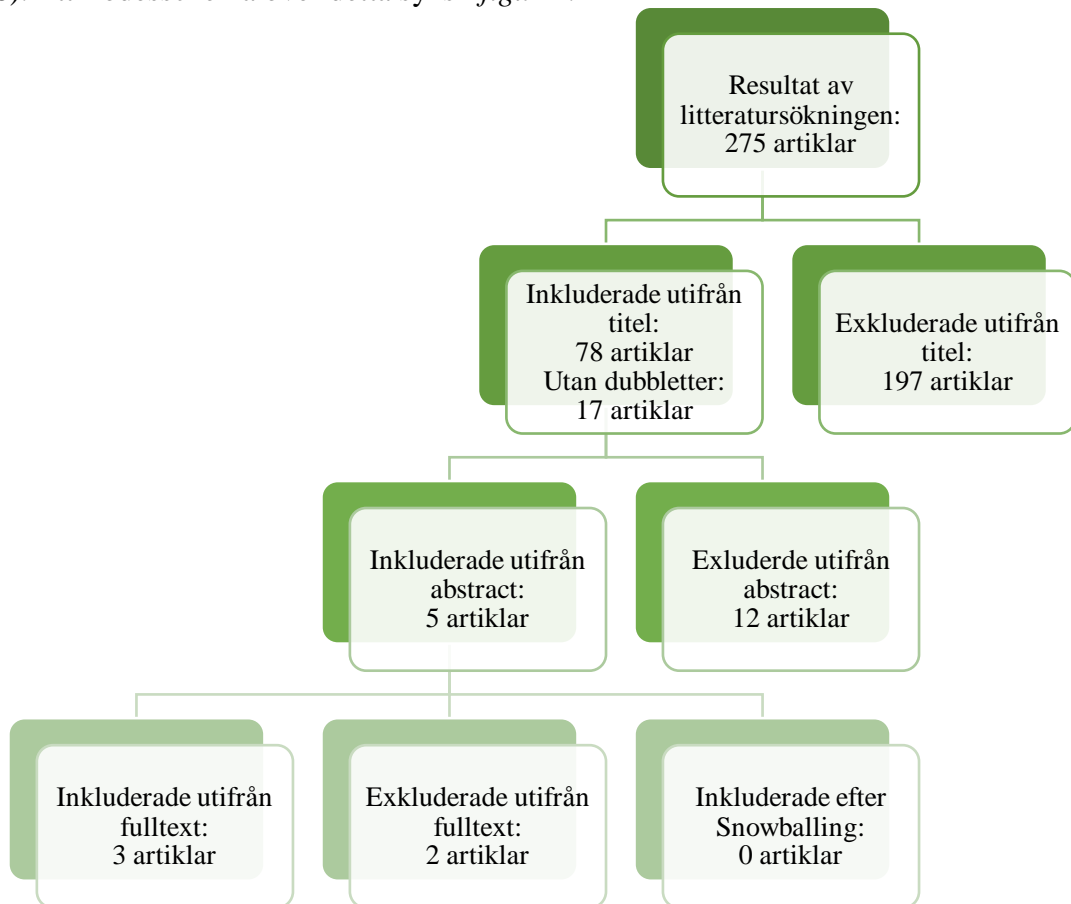 Resultat av
litteratursökningen:
275 artiklar
Inkluderade utifrån
titel:
78 artiklar
Utan dubbletter:
17 artiklar
Exkluderade utifrån
titel:
197 artiklar
Inkluderade utifrån
abstract:
5 artiklar
Exluderde utifrån
abstract:
12 artiklar
Inkluderade utifrån
fulltext:
3 artiklar
Exkluderade utifrån
fulltext:
2 artiklar
Inkluderade efter
Snowballing:
0 artiklar